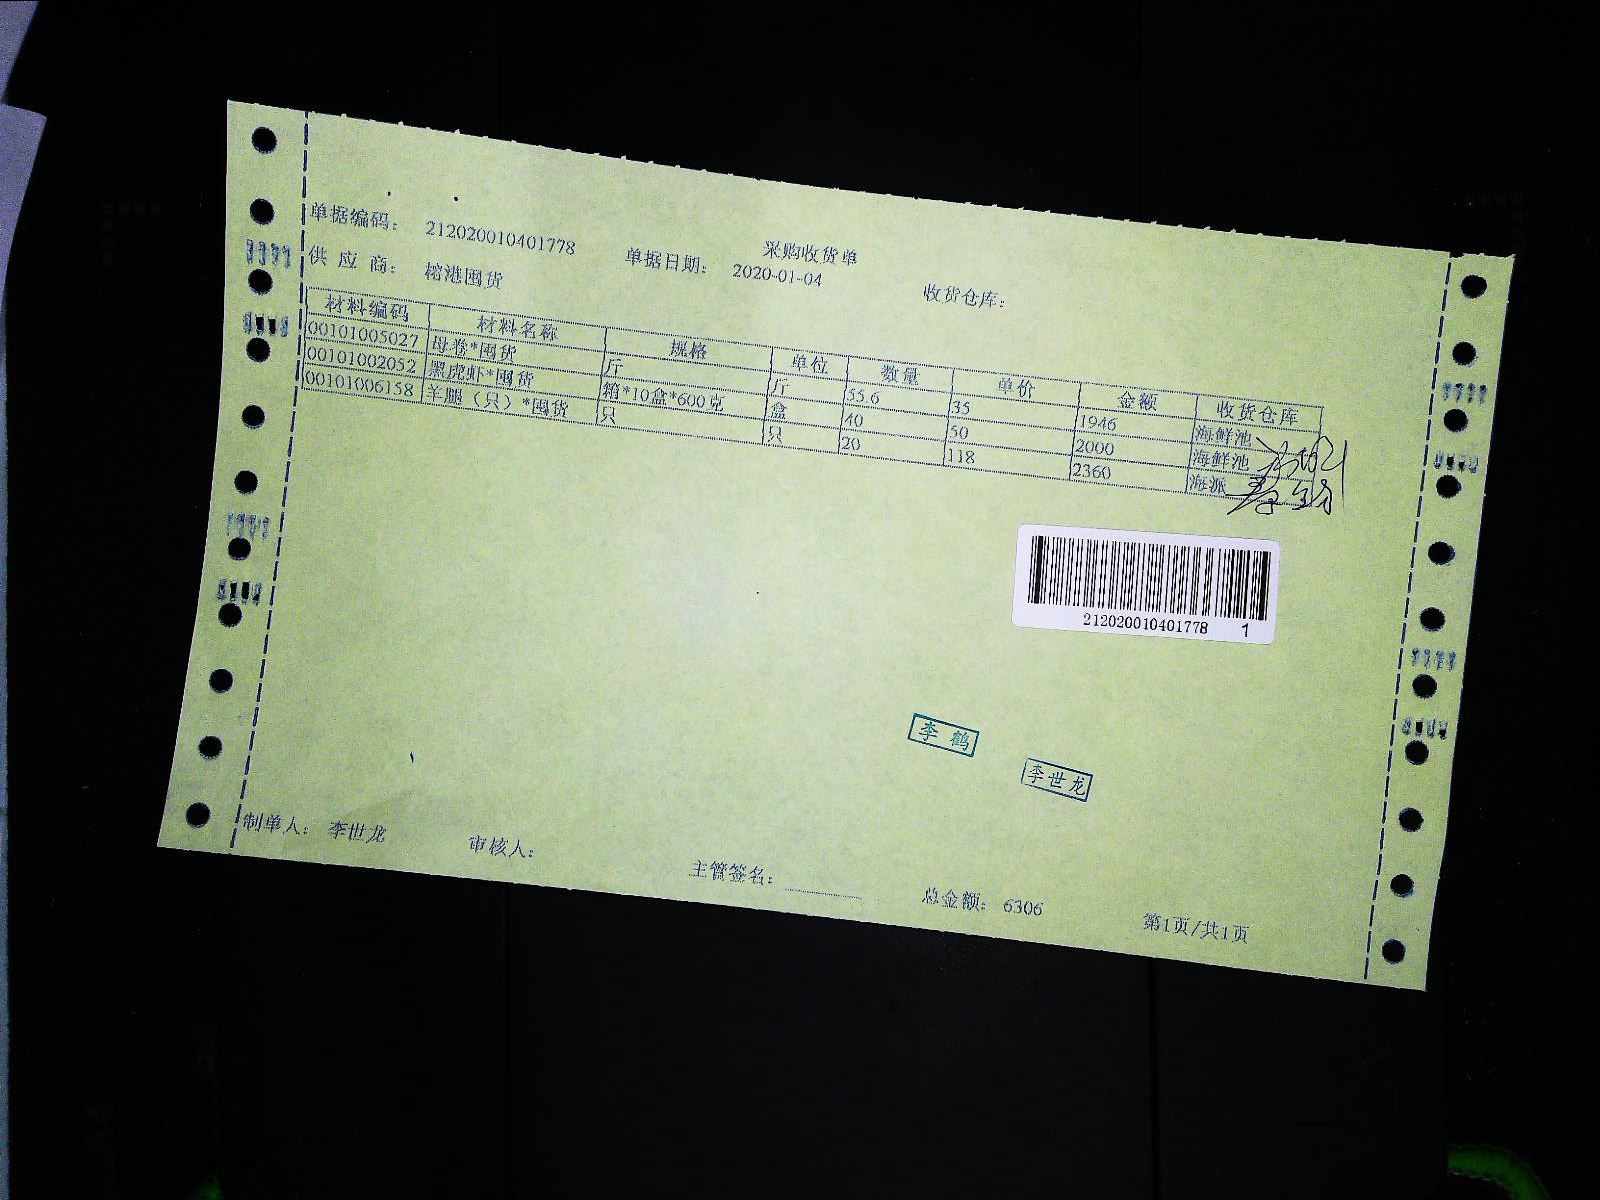 采购收货单
单据编码： 212020010401778 单据日期： 2020-01-04 收货仓库：
供 应 商： 榕港囤货
材料编码 材料名称 规格 单位 数量 单价 金额 收货仓库
00101005027 母卷*囤货 斤 斤 55.6 35 1946 海鲜池
00101002052 黑虎虾*囤货 箱*10盒*600克 盒 40 50 2000 海鲜池
00101006158 羊腿（只）*囤货 只 只 20 118 2360 海派
212020010401778 1
李鹤
李世龙
制单人： 李世龙 审核人： 主管签名： 总金额： 6306 第1页/共1页